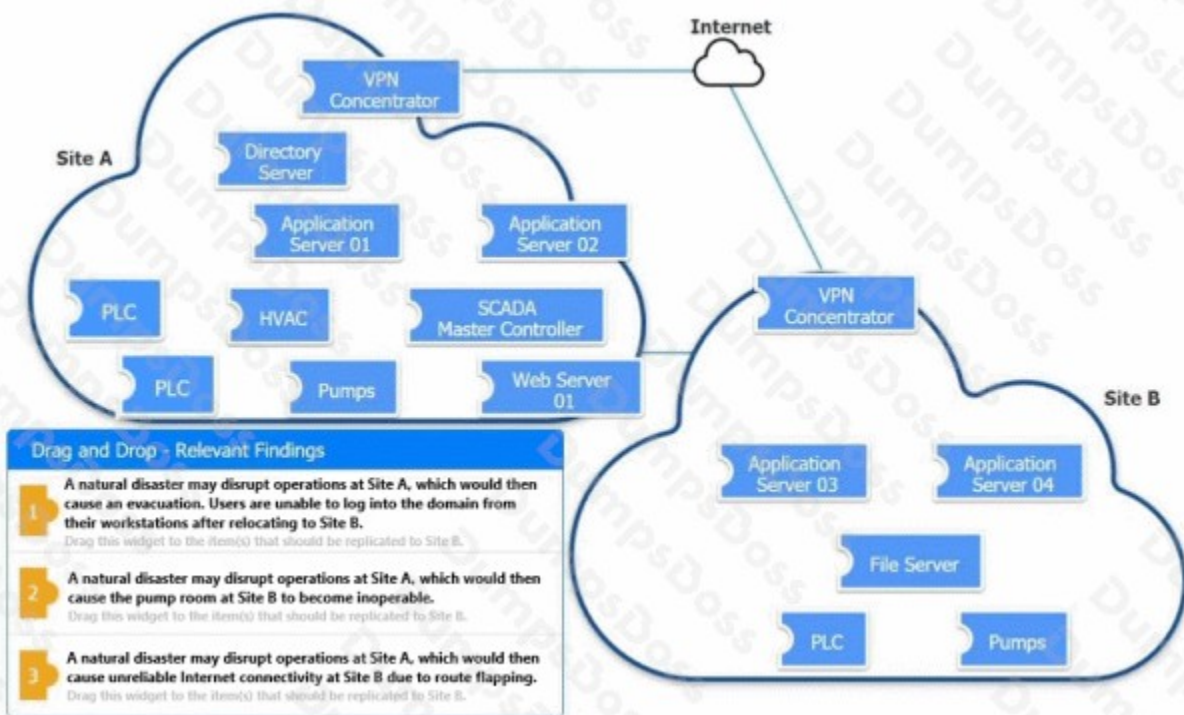 Internet
VPN
Concentrator
Site A
Directory
Server
Application
Server 01
Application
Server 02
PLC
HVAC
SCADA
Master Controller
VPN
Concentrator
PLC
Pumps
Web Server
01
Site B
Drag and Drop - Relevant Findings
1
A natural disaster may disrupt operations at Site A, which would then
cause an evacuation. Users are unable to log into the domain from
their workstations after relocating to Site B.
Drag this widget to the item(s) that should be replicated to Site B.
2
A natural disaster may disrupt operations at Site A, which would then
cause the pump room at Site B to become inoperable.
Drag this widget to the item(s) that should be replicated to Site B.
3
A natural disaster may disrupt operations at Site A, which would then
cause unreliable Internet connectivity at Site B due to route flapping.
Drag this widget to the item(s) that should be replicated to Site B.
Application
Server 03
Application
Server 04
File Server
PLC
Pumps
DumpsDoss